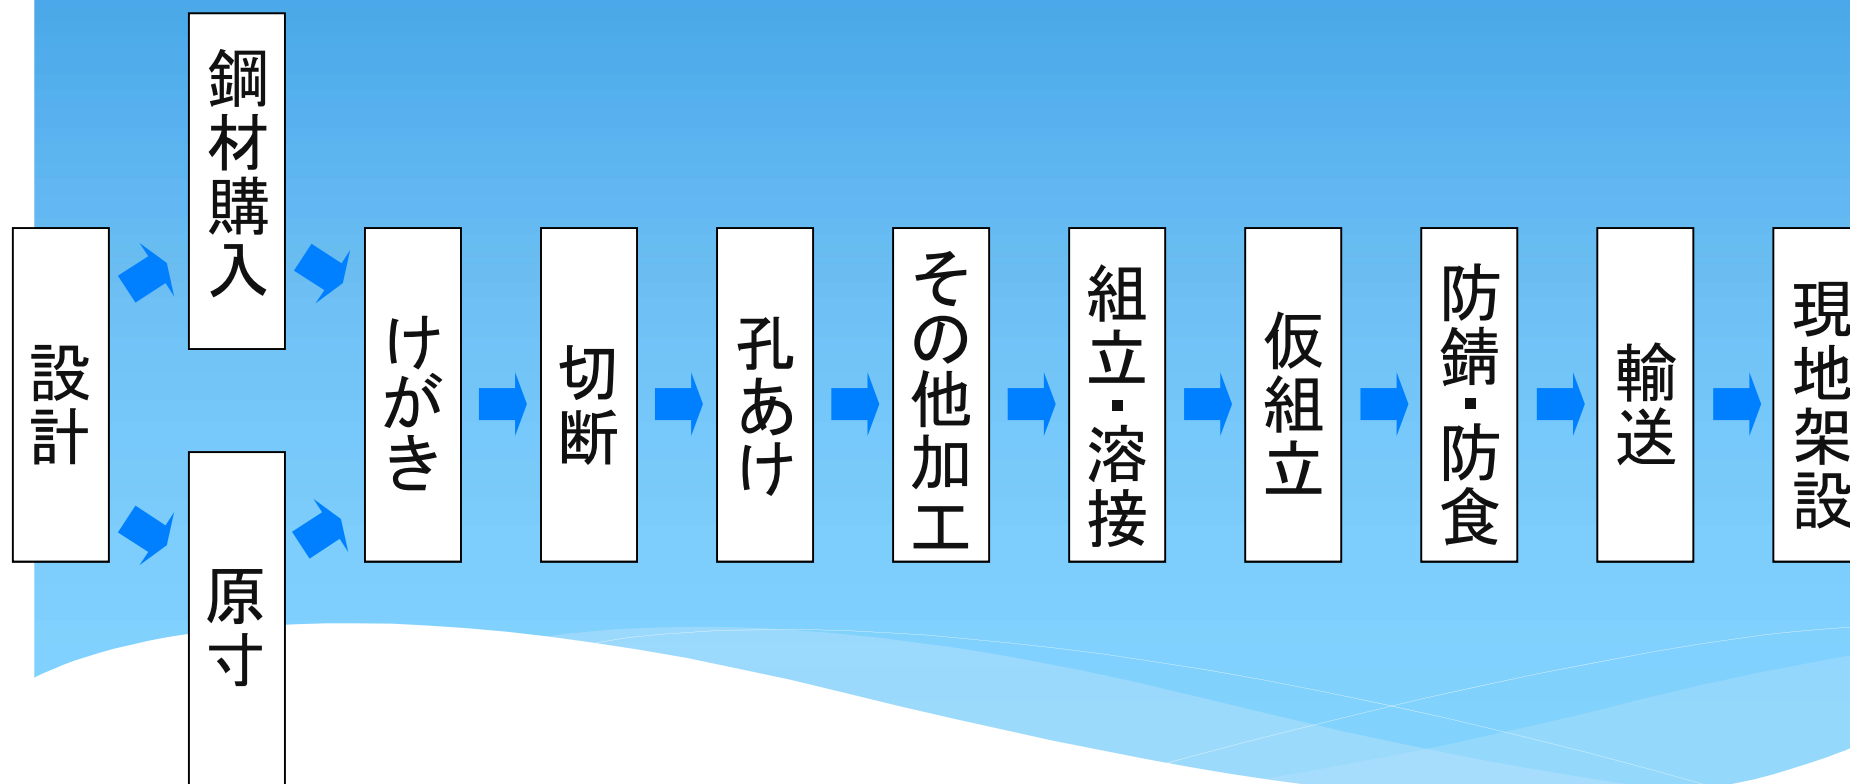 設計
鋼材購入
原寸
けがき
切断
孔あけ
その他加工
組立・溶接
仮組立
防錆・防食
輸送
現地架設